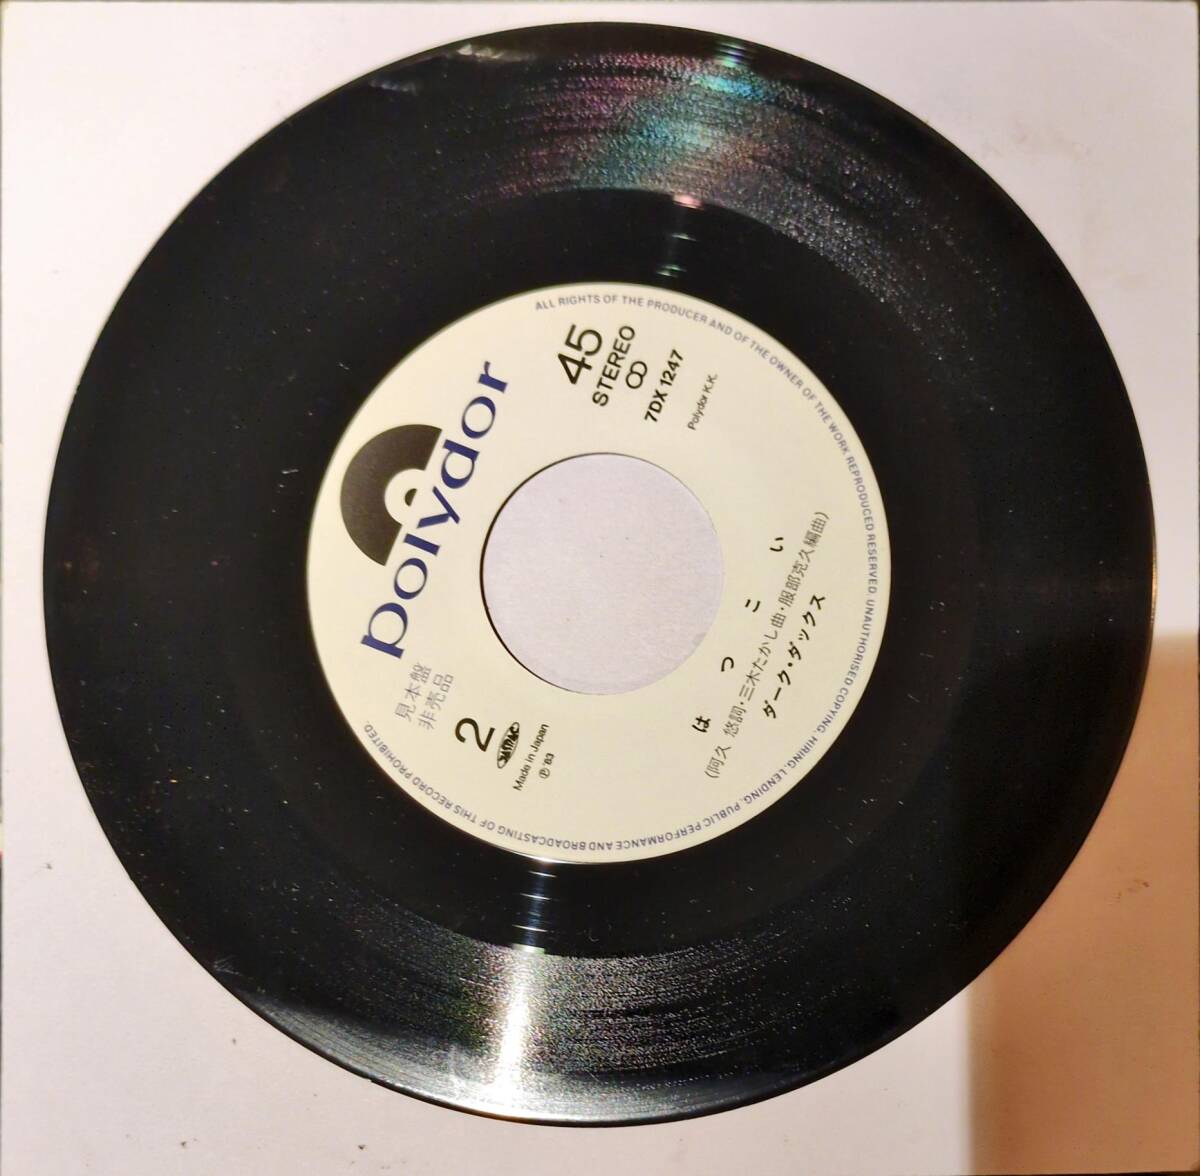 polydor
45
STEREO
7DX 1247
Polydor K.K.
見本盤
非売品
2
JASRAC
Made in Japan
Ⓟ '83
はつこい
(阿久 悠詞・三木たかし曲・服部克久編曲)
ダーク・ダックス
ALL RIGHTS OF THE PRODUCER AND OF THE OWNER OF THE WORK REPRODUCED RESERVED. UNAUTHORISED COPYING, HIRING, LENDING, PUBLIC PERFORMANCE AND BROADCASTING OF THIS RECORD PROHIBITED.